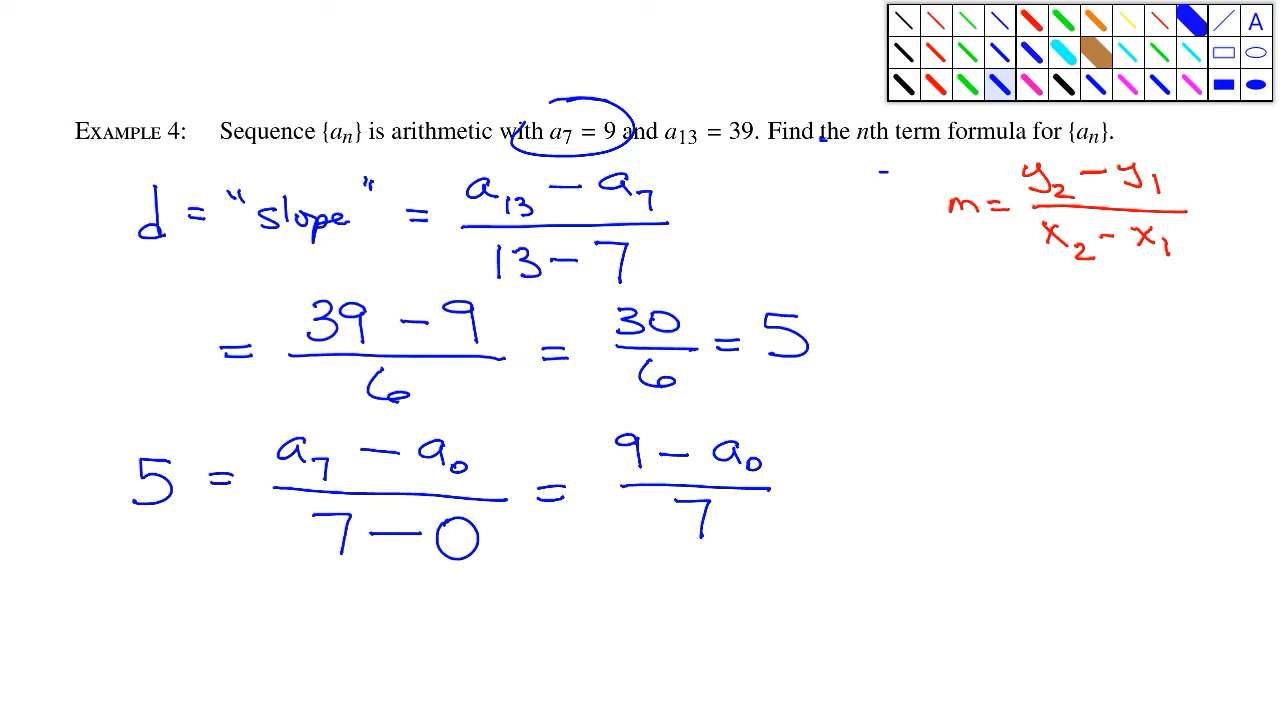 A
EXAMPLE 4: Sequence {aₙ} is arithmetic with a₇ = 9 and a₁₃ = 39. Find the nth term formula for {aₙ}.
d = "slope" = (a₁₃ − a₇) / (13 − 7)
m = (y₂ − y₁) / (x₂ − x₁)
= (39 − 9) / 6 = 30 / 6 = 5
5 = (a₇ − a₀) / (7 − 0) = (9 − a₀) / 7